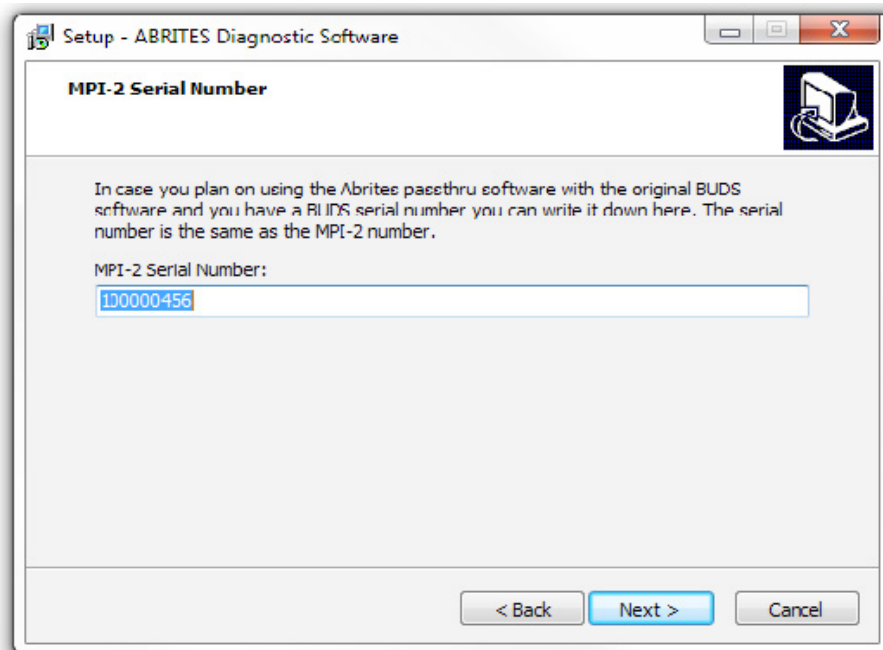 Setup - ABRITES Diagnostic Software
MPI-2 Serial Number
In case you plan on using the Abrites passthru software with the original BUDS
software and you have a BUDS serial number you can write it down here. The serial
number is the same as the MPI-2 number.
MPI-2 Serial Number:
100000456
< Back Next > Cancel